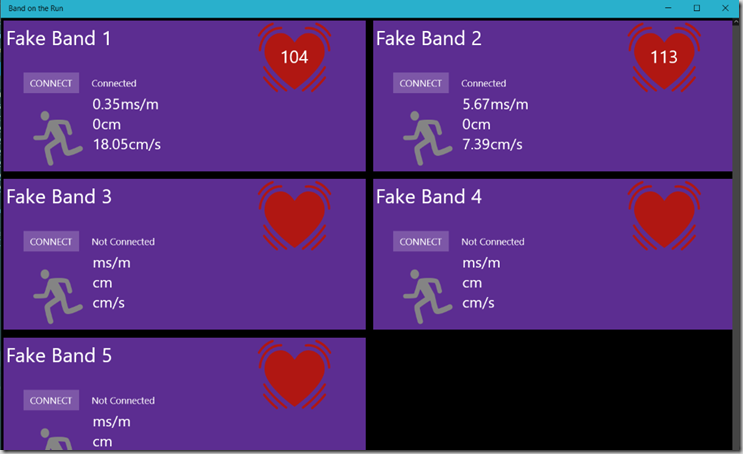 Band on the Run
Fake Band 1
104
CONNECT Connected
0.35ms/m
0cm
18.05cm/s
Fake Band 2
113
CONNECT Connected
5.67ms/m
0cm
7.39cm/s
Fake Band 3
CONNECT Not Connected
ms/m
cm
cm/s
Fake Band 4
CONNECT Not Connected
ms/m
cm
cm/s
Fake Band 5
CONNECT Not Connected
ms/m
cm